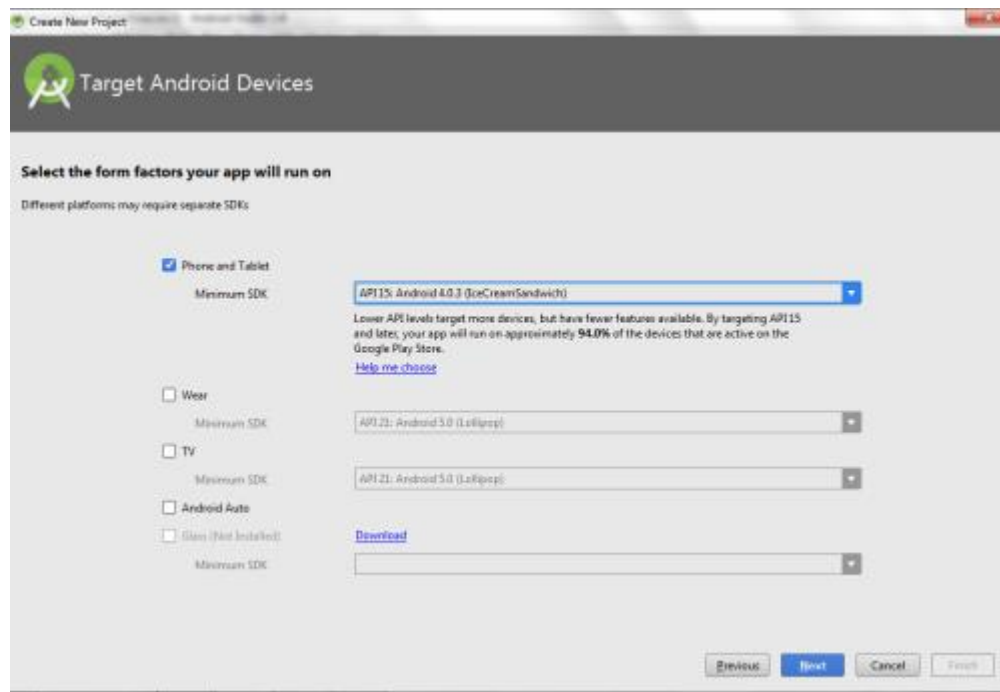 Create New Project
Target Android Devices
Select the form factors your app will run on
Different platforms may require separate SDKs
Phone and Tablet
Minimum SDK
API 15: Android 4.0.3 (IceCreamSandwich)
Lower API levels target more devices, but have fewer features available. By targeting API 15
and later, your app will run on approximately 94.0% of the devices that are active on the
Google Play Store.
Help me choose
Wear
Minimum SDK
API 21: Android 5.0 (Lollipop)
TV
Minimum SDK
API 21: Android 5.0 (Lollipop)
Android Auto
Glass (Not Installed)
Download
Minimum SDK
Previous
Next
Cancel
Finish